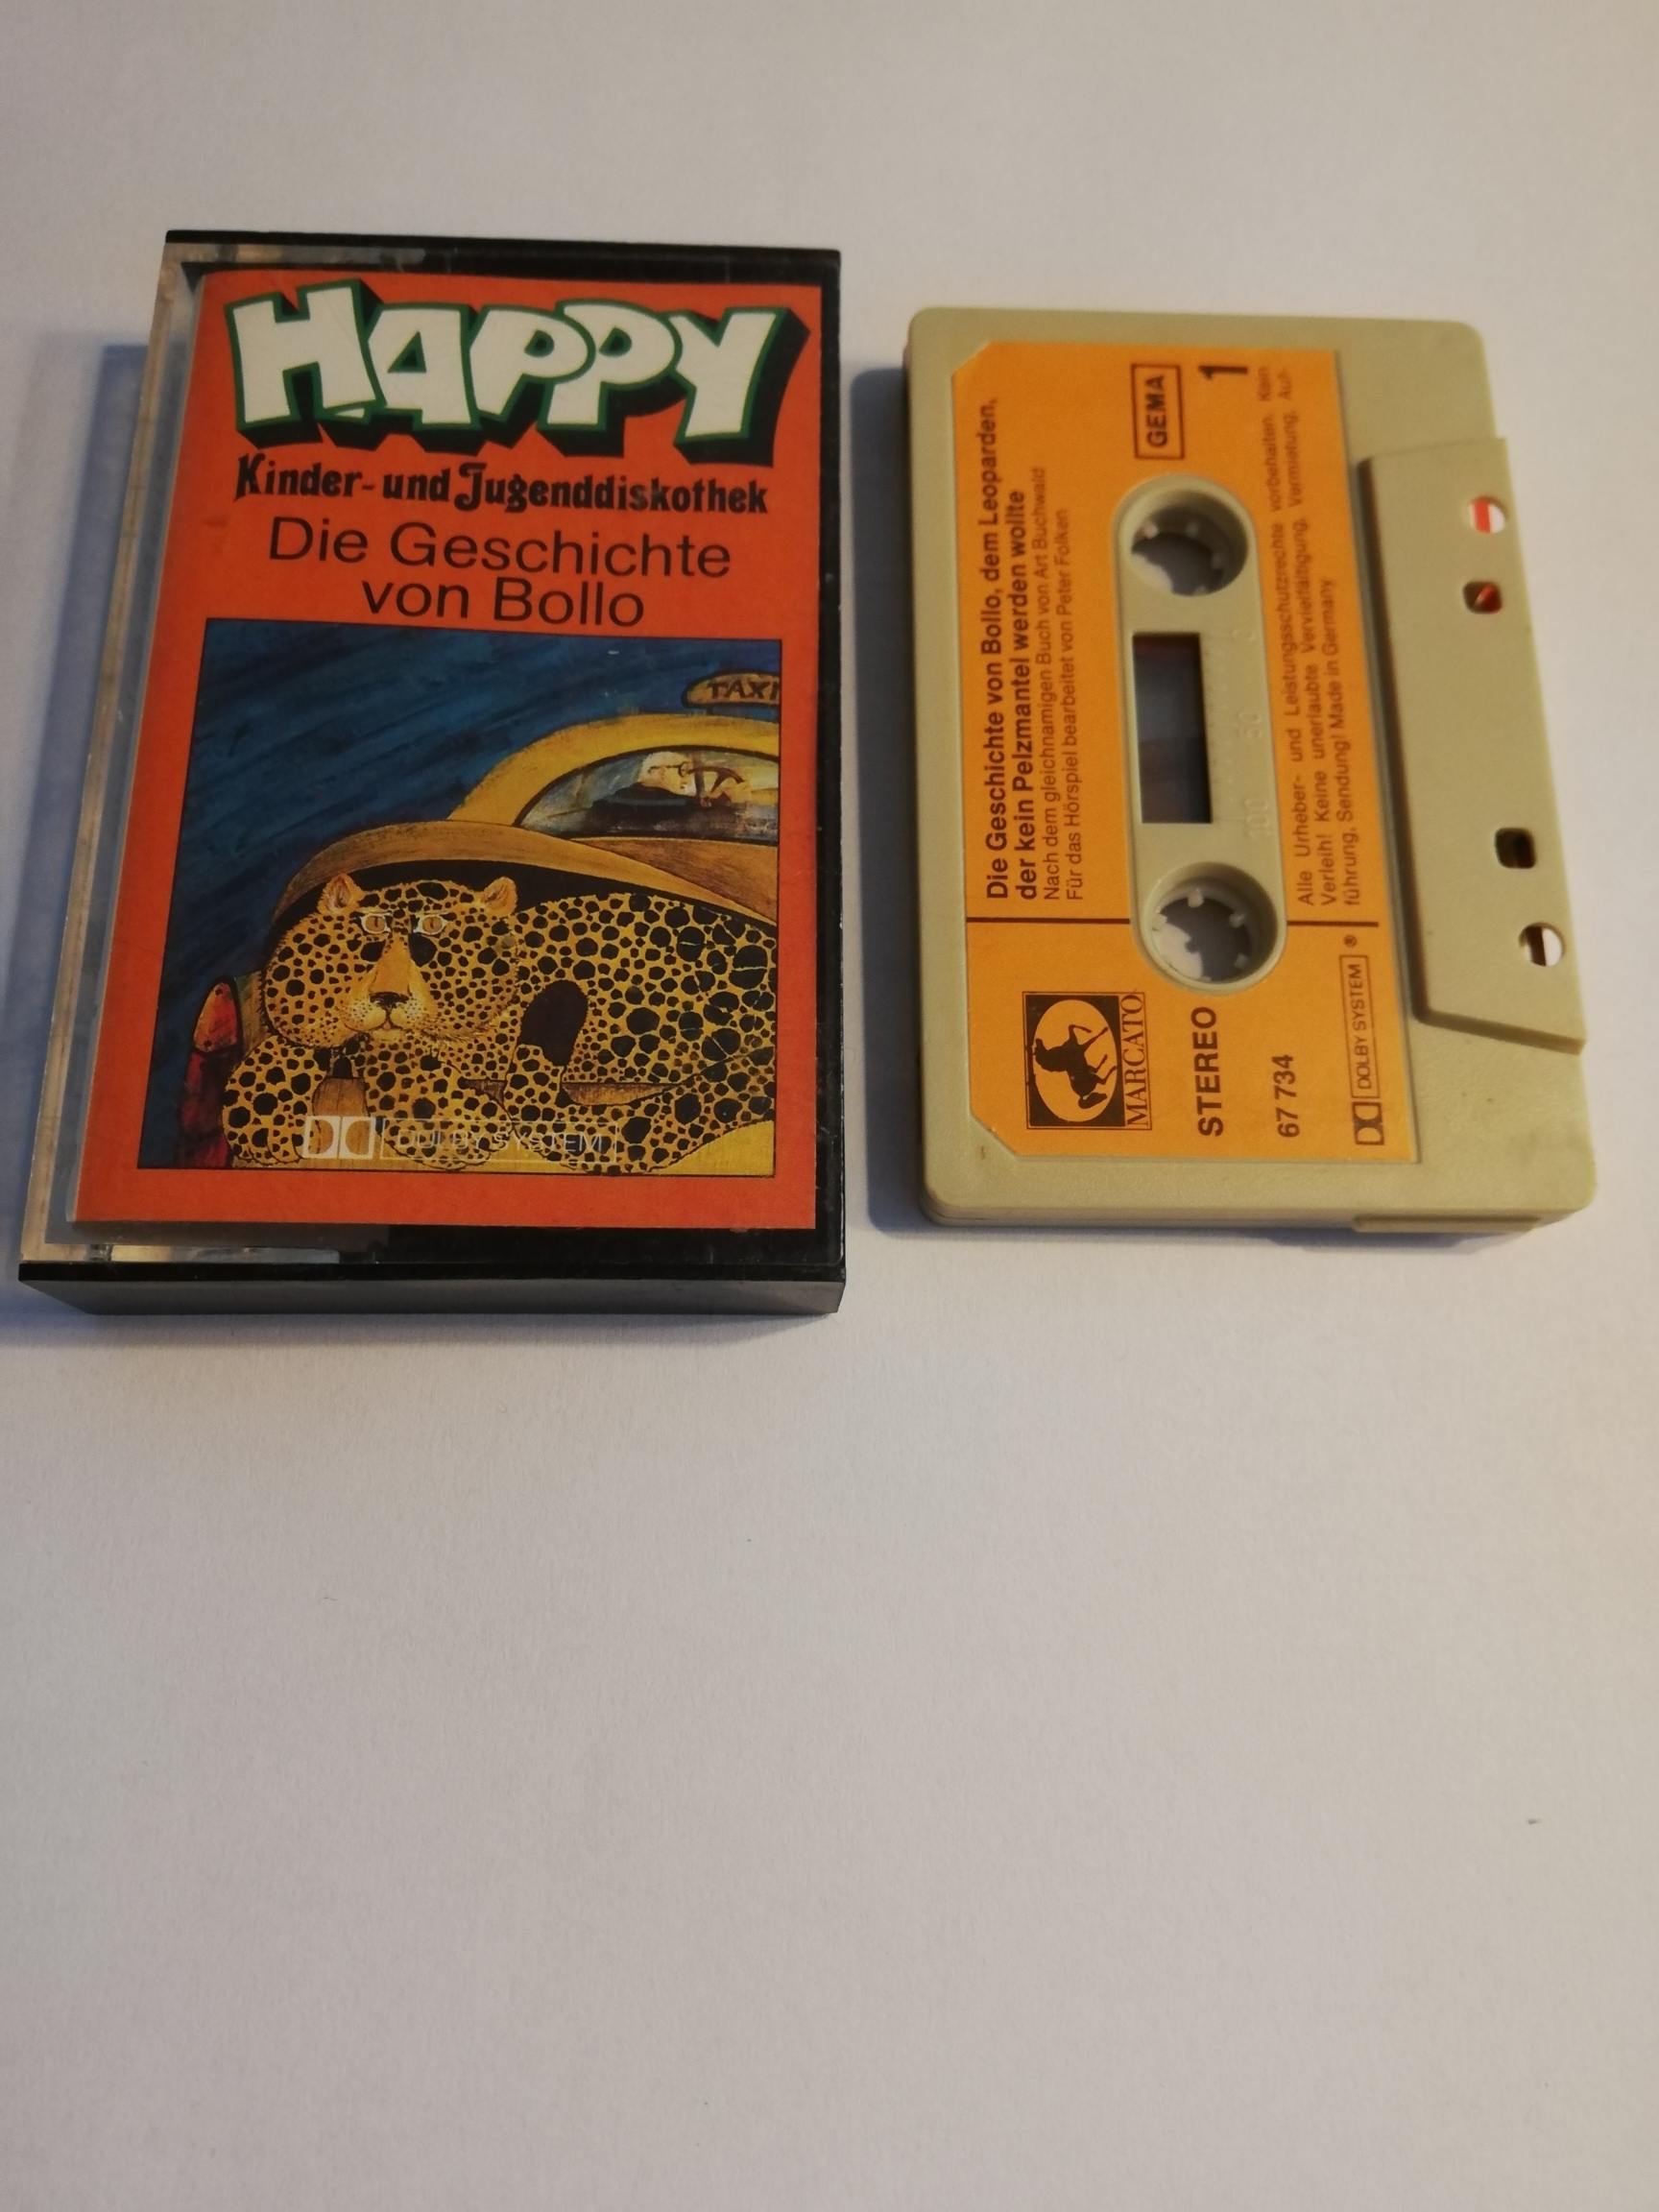 HAPPY
Kinder- und Jugenddiskothek
Die Geschichte
von Bollo
TAXI
DOLBY SYSTEM
Die Geschichte von Bollo, dem Leoparden,
der kein Pelzmantel werden wollte
Nach dem gleichnamigen Buch von Art Buchwald
Für das Hörspiel bearbeitet von Peter Folken
GEMA
1
100 50 0
MARCATO
STEREO
67 734
DOLBY SYSTEM ®
Alle Urheber- und Leistungsschutzrechte vorbehalten. Kein
Verleih! Keine unerlaubte Vervielfältigung, Vermietung, Auf-
führung, Sendung! Made in Germany